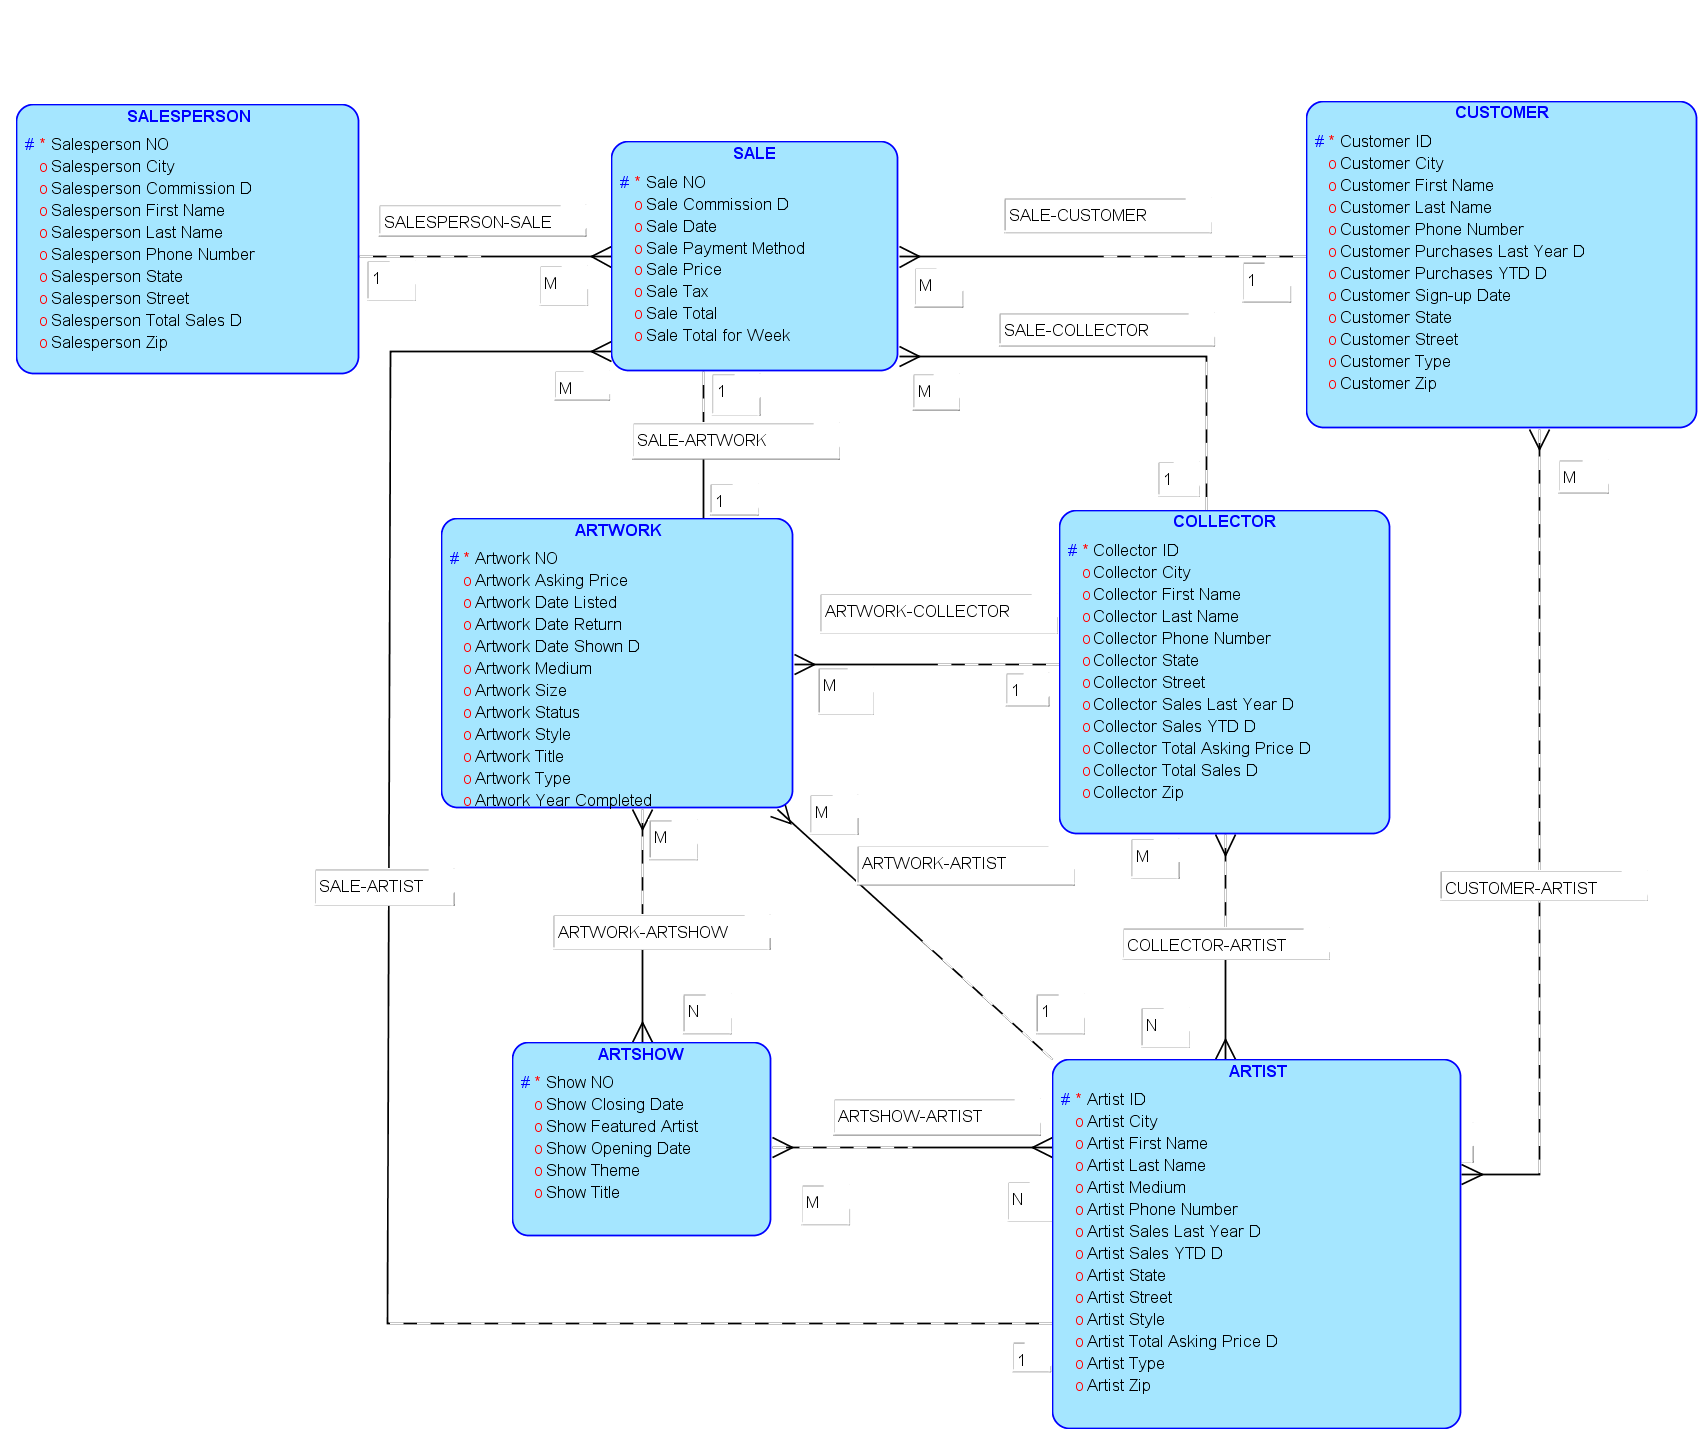 SALESPERSON
# * Salesperson NO
o Salesperson City
o Salesperson Commission D
o Salesperson First Name
o Salesperson Last Name
o Salesperson Phone Number
o Salesperson State
o Salesperson Street
o Salesperson Total Sales D
o Salesperson Zip
SALESPERSON-SALE
1
M
SALE
# * Sale NO
o Sale Commission D
o Sale Date
o Sale Payment Method
o Sale Price
o Sale Tax
o Sale Total
o Sale Total for Week
SALE-CUSTOMER
M
1
CUSTOMER
# * Customer ID
o Customer City
o Customer First Name
o Customer Last Name
o Customer Phone Number
o Customer Purchases Last Year D
o Customer Purchases YTD D
o Customer Sign-up Date
o Customer State
o Customer Street
o Customer Type
o Customer Zip
SALE-COLLECTOR
M
1
M
1
SALE-ARTWORK
1
M
ARTWORK
# * Artwork NO
o Artwork Asking Price
o Artwork Date Listed
o Artwork Date Return
o Artwork Date Shown D
o Artwork Medium
o Artwork Size
o Artwork Status
o Artwork Style
o Artwork Title
o Artwork Type
o Artwork Year Completed
ARTWORK-COLLECTOR
M
1
COLLECTOR
# * Collector ID
o Collector City
o Collector First Name
o Collector Last Name
o Collector Phone Number
o Collector State
o Collector Street
o Collector Sales Last Year D
o Collector Sales YTD D
o Collector Total Asking Price D
o Collector Total Sales D
o Collector Zip
M
M
M
ARTWORK-ARTIST
SALE-ARTIST
CUSTOMER-ARTIST
ARTWORK-ARTSHOW
COLLECTOR-ARTIST
N
1
N
ARTSHOW
# * Show NO
o Show Closing Date
o Show Featured Artist
o Show Opening Date
o Show Theme
o Show Title
ARTSHOW-ARTIST
M
N
1
ARTIST
# * Artist ID
o Artist City
o Artist First Name
o Artist Last Name
o Artist Medium
o Artist Phone Number
o Artist Sales Last Year D
o Artist Sales YTD D
o Artist State
o Artist Street
o Artist Style
o Artist Total Asking Price D
o Artist Type
o Artist Zip